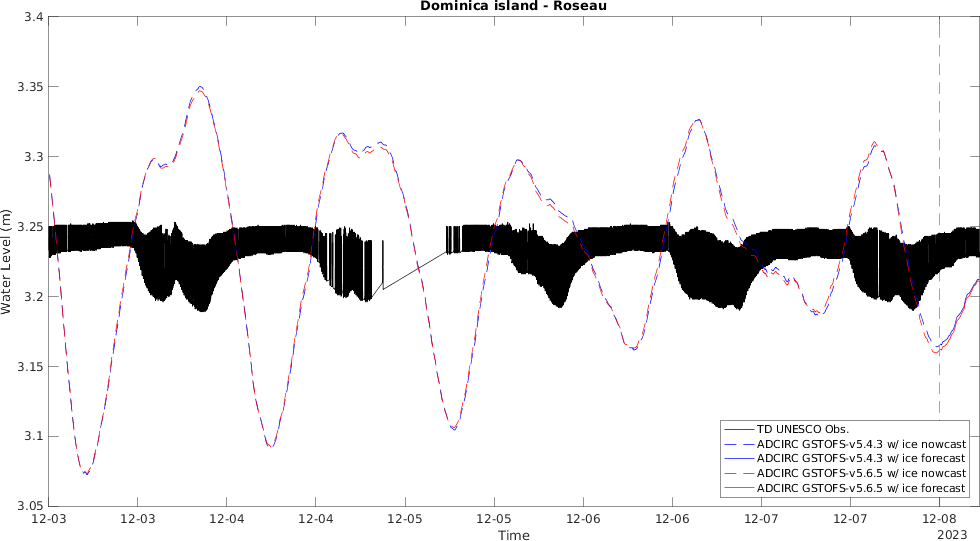 Dominica island - Roseau
3.4
3.35
3.3
3.25
3.2
3.15
3.1
3.05
Water Level (m)
12-03
12-03
12-04
12-04
12-05
12-05
12-06
12-06
12-07
12-07
12-08
2023
Time
TD UNESCO Obs.
ADCIRC GSTOFS-v5.4.3 w/ ice nowcast
ADCIRC GSTOFS-v5.4.3 w/ ice forecast
ADCIRC GSTOFS-v5.6.5 w/ ice nowcast
ADCIRC GSTOFS-v5.6.5 w/ ice forecast